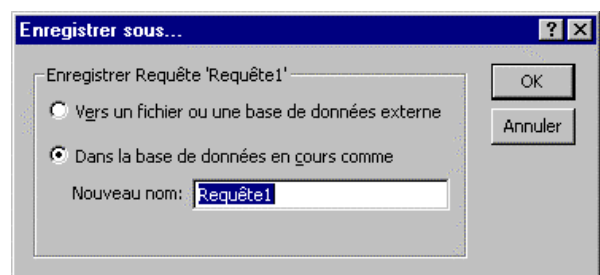 Enregistrer sous...
Enregistrer Requête 'Requête1'
OK
Vers un fichier ou une base de données externe
Annuler
Dans la base de données en cours comme
Nouveau nom: Requête1